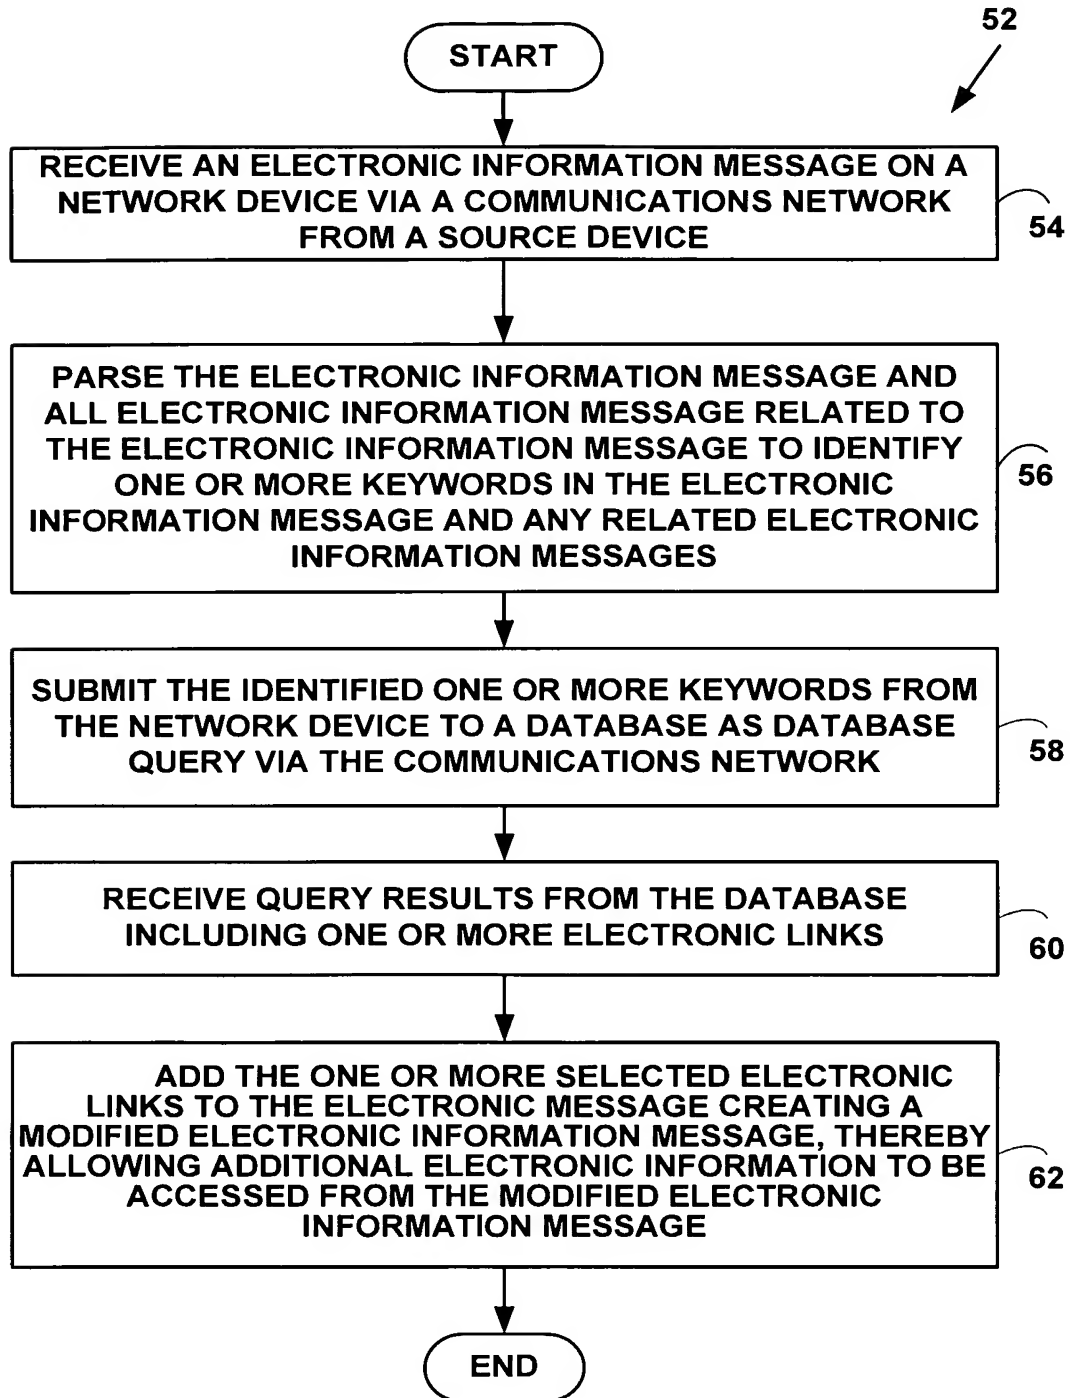 52
START
RECEIVE AN ELECTRONIC INFORMATION MESSAGE ON A
NETWORK DEVICE VIA A COMMUNICATIONS NETWORK
FROM A SOURCE DEVICE
54
PARSE THE ELECTRONIC INFORMATION MESSAGE AND
ALL ELECTRONIC INFORMATION MESSAGE RELATED TO
THE ELECTRONIC INFORMATION MESSAGE TO IDENTIFY
ONE OR MORE KEYWORDS IN THE ELECTRONIC
INFORMATION MESSAGE AND ANY RELATED ELECTRONIC
INFORMATION MESSAGES
56
SUBMIT THE IDENTIFIED ONE OR MORE KEYWORDS FROM
THE NETWORK DEVICE TO A DATABASE AS DATABASE
QUERY VIA THE COMMUNICATIONS NETWORK
58
RECEIVE QUERY RESULTS FROM THE DATABASE
INCLUDING ONE OR MORE ELECTRONIC LINKS
60
ADD THE ONE OR MORE SELECTED ELECTRONIC
LINKS TO THE ELECTRONIC MESSAGE CREATING A
MODIFIED ELECTRONIC INFORMATION MESSAGE, THEREBY
ALLOWING ADDITIONAL ELECTRONIC INFORMATION TO BE
ACCESSED FROM THE MODIFIED ELECTRONIC
INFORMATION MESSAGE
62
END